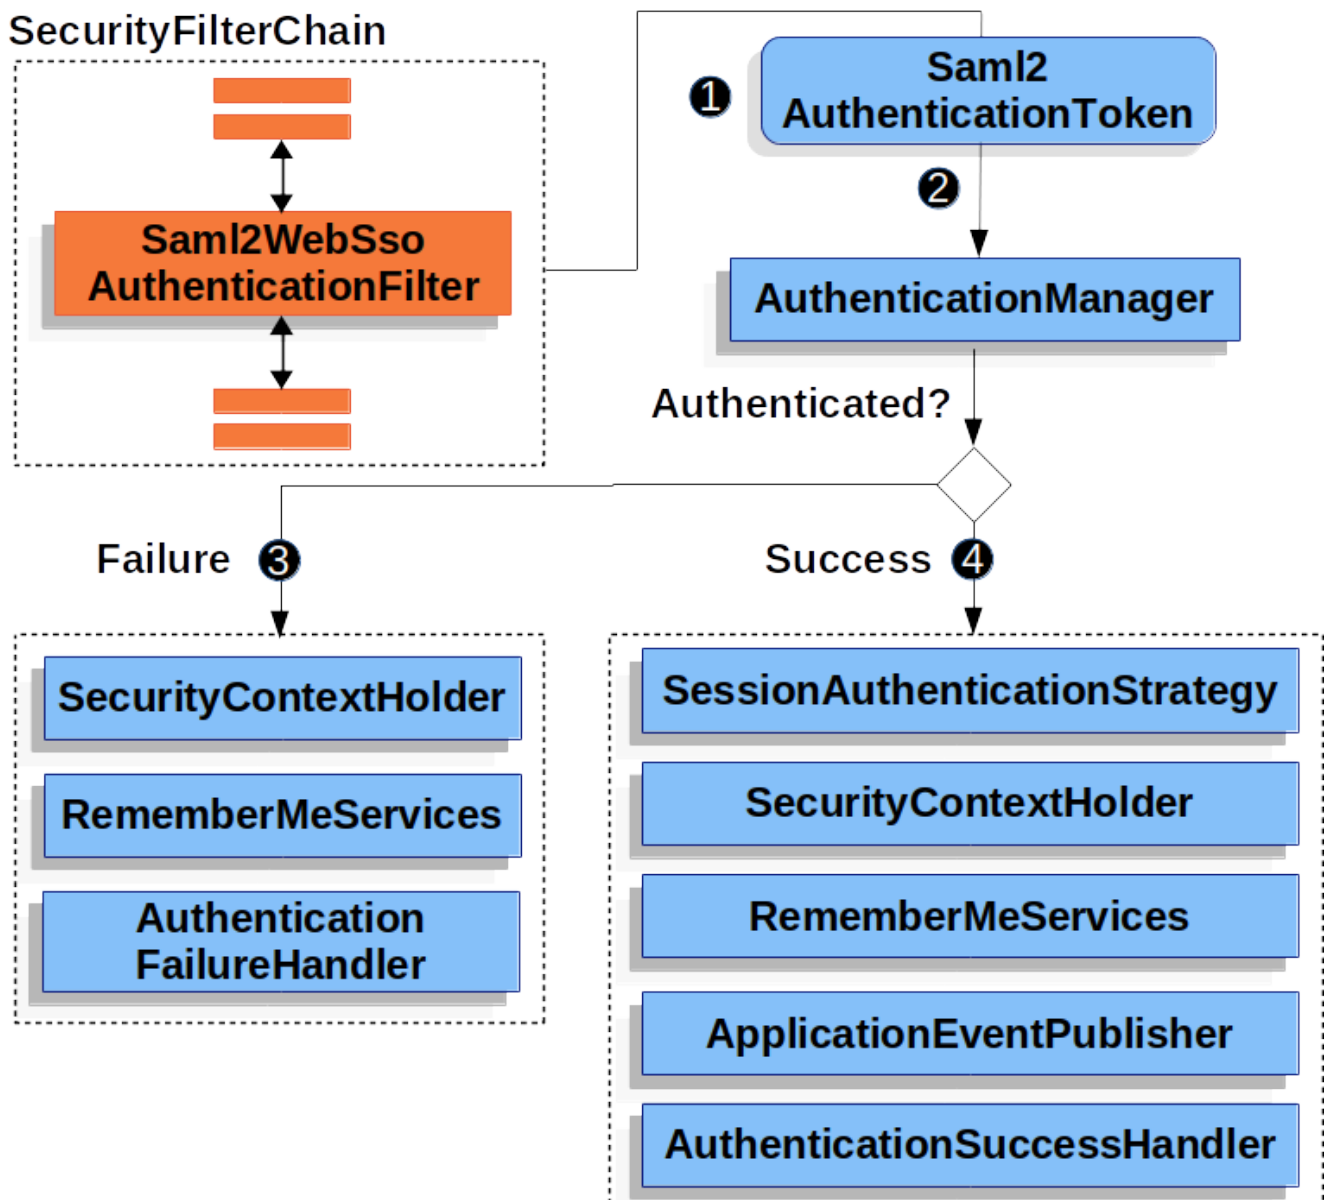 SecurityFilterChain
Saml2WebSso
AuthenticationFilter
1
Saml2
AuthenticationToken
2
AuthenticationManager
Authenticated?
Failure
3
Success
4
SecurityContextHolder
RememberMeServices
Authentication
FailureHandler
SessionAuthenticationStrategy
SecurityContextHolder
RememberMeServices
ApplicationEventPublisher
AuthenticationSuccessHandler